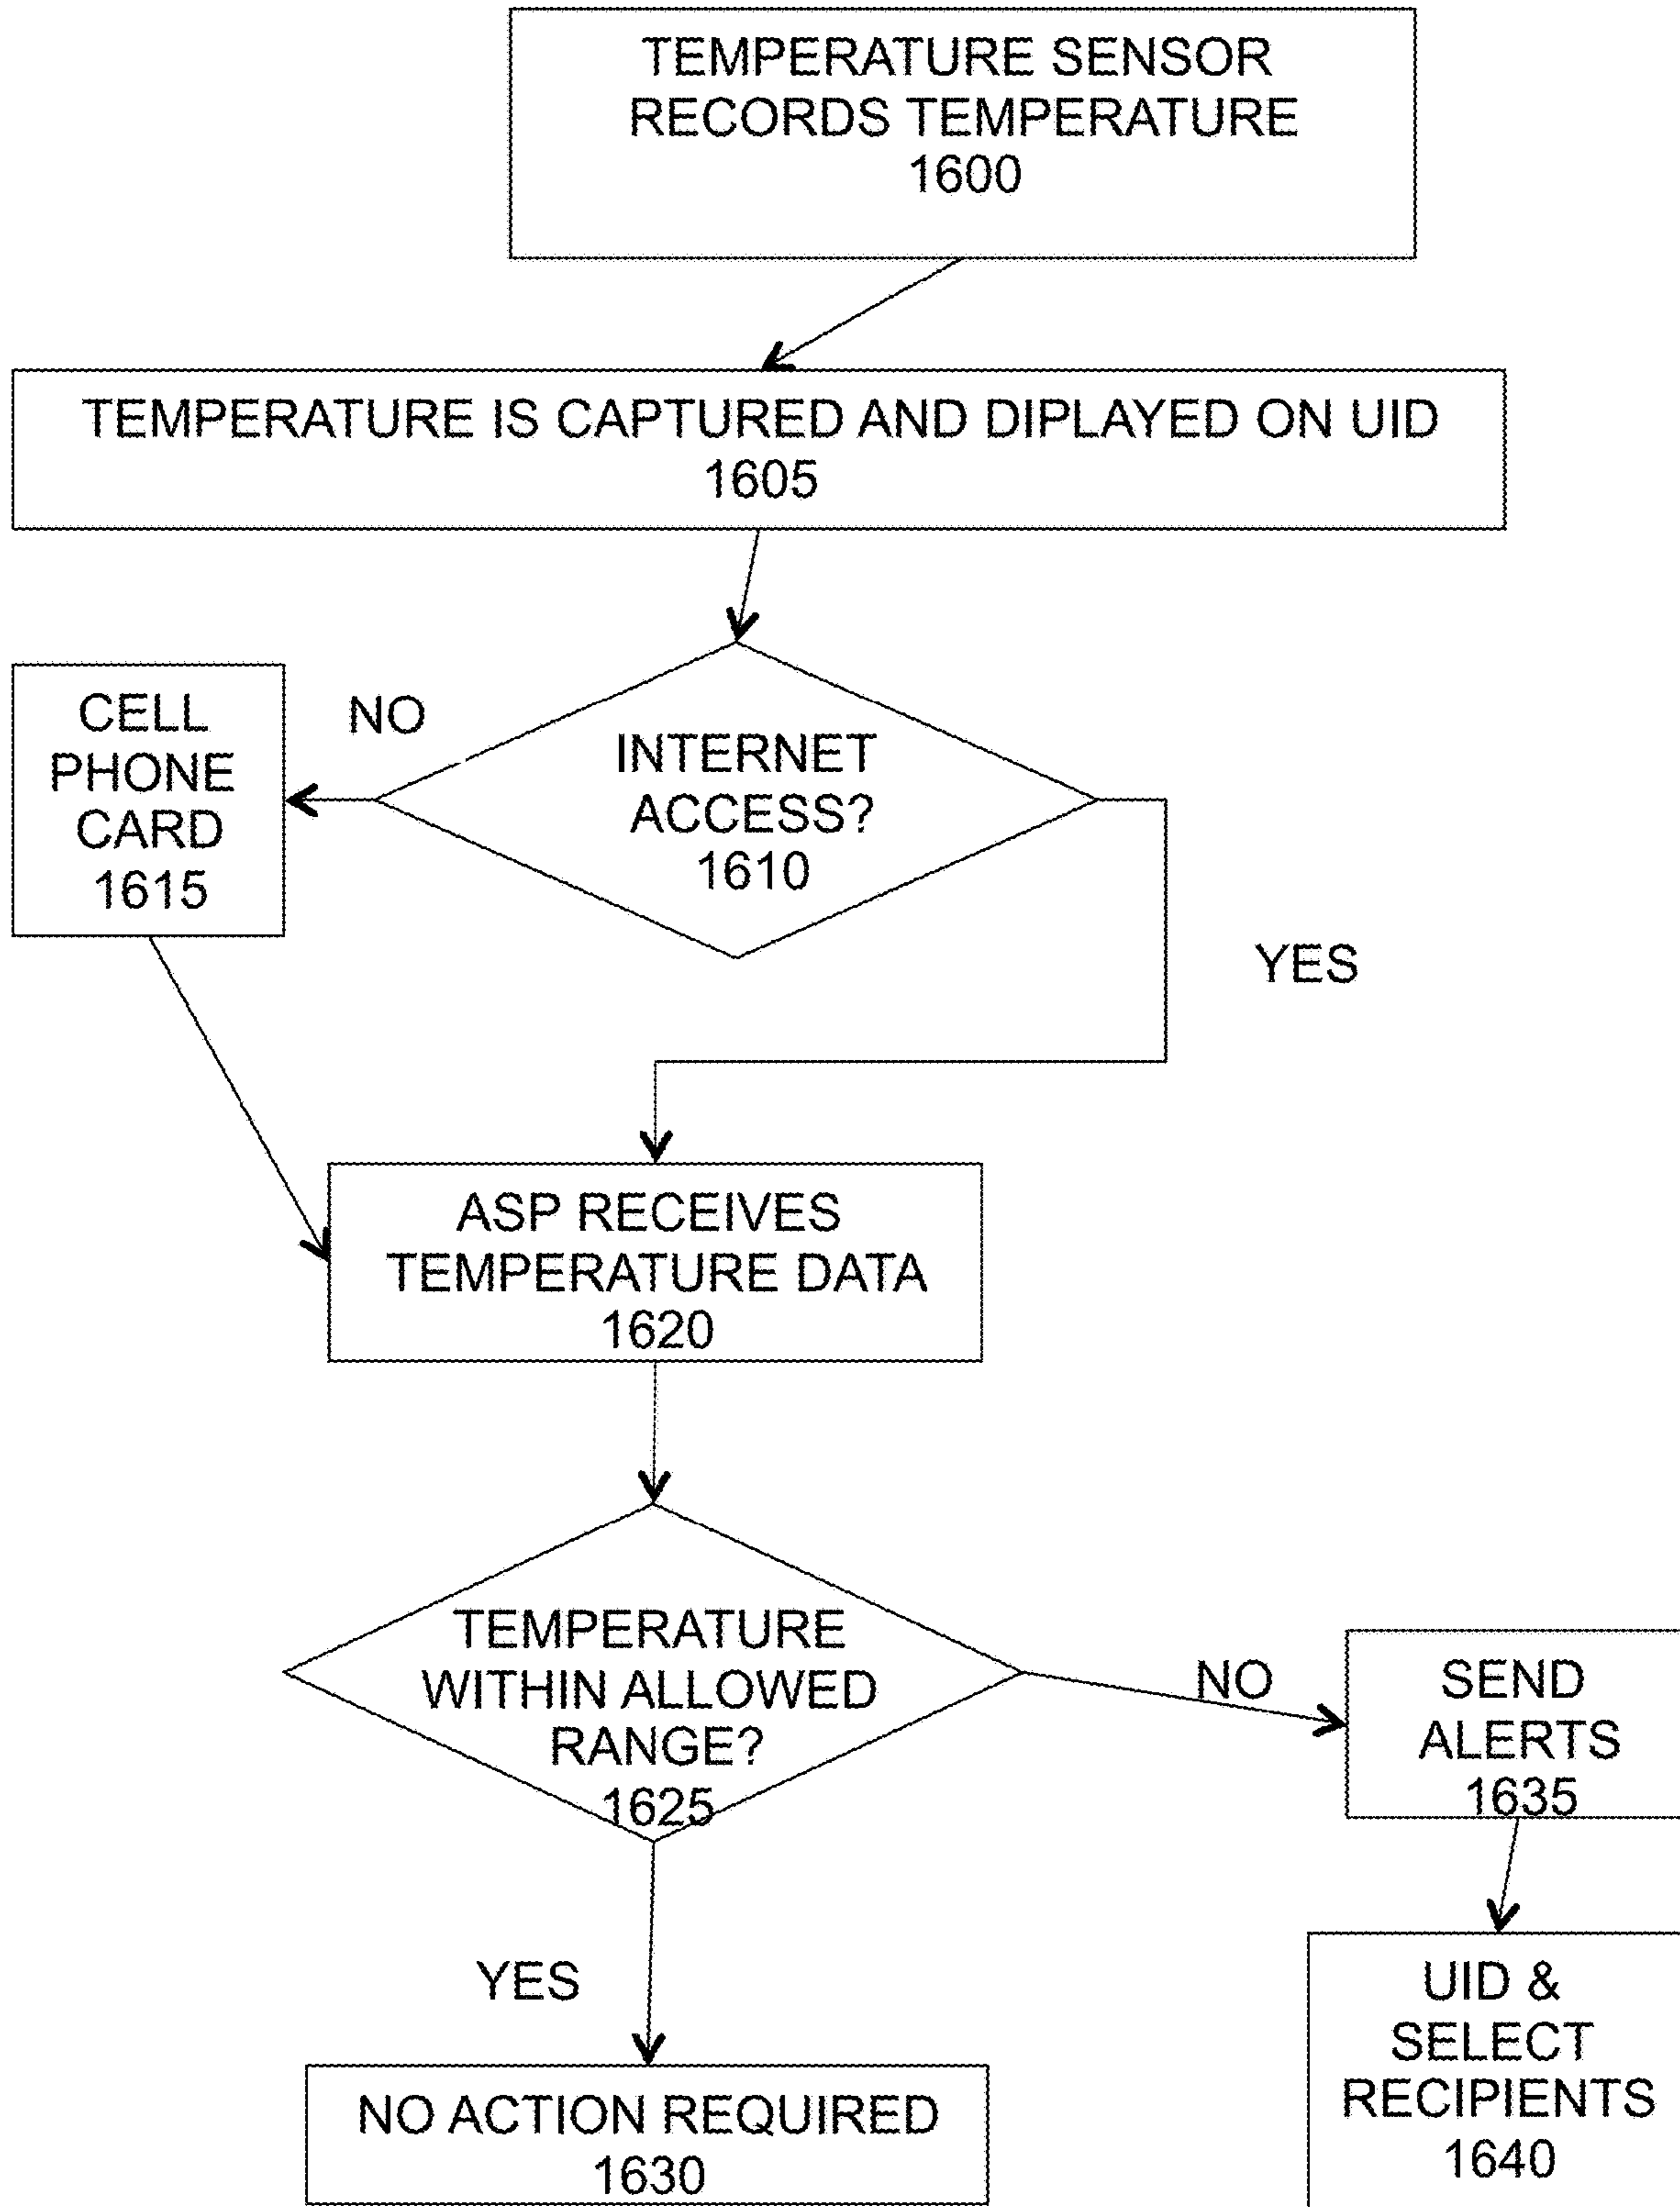 TEMPERATURE SENSOR
RECORDS TEMPERATURE
1600
TEMPERATURE IS CAPTURED AND DIPLAYED ON UID
1605
CELL
PHONE
CARD
1615
NO
INTERNET
ACCESS?
1610
YES
ASP RECEIVES
TEMPERATURE DATA
1620
TEMPERATURE
WITHIN ALLOWED
RANGE?
1625
NO
SEND
ALERTS
1635
YES
UID &
SELECT
RECIPIENTS
1640
NO ACTION REQUIRED
1630